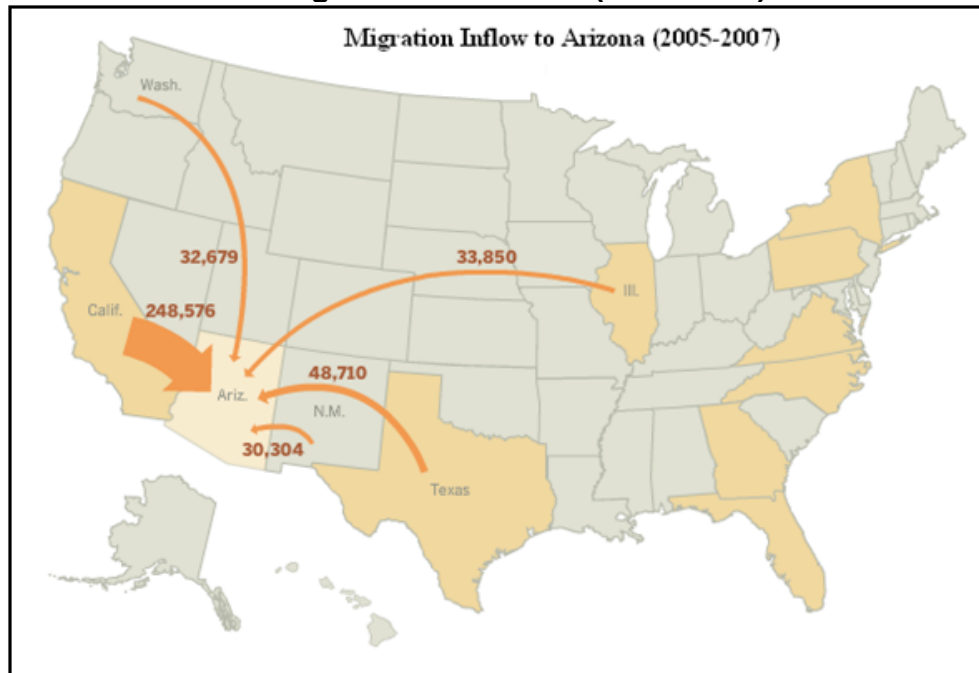 Migration Inflow to Arizona (2005-2007)
Wash.
32,679
33,850
Ill.
Calif.
248,576
48,710
Ariz.
N.M.
30,304
Texas